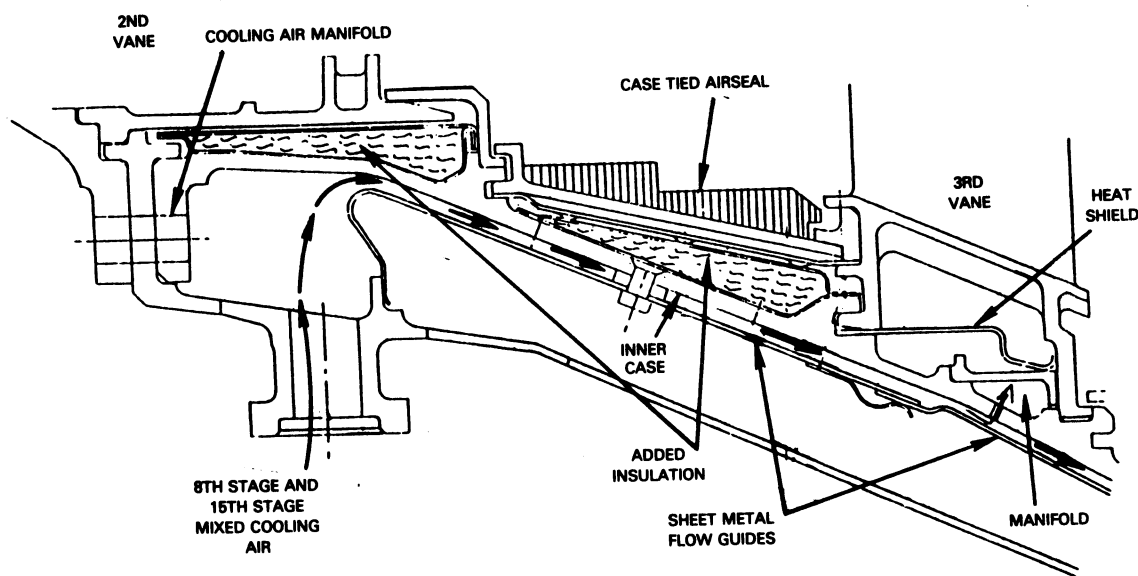 2ND
VANE
COOLING AIR MANIFOLD
CASE TIED AIRSEAL
3RD
VANE
HEAT
SHIELD
INNER
CASE
ADDED
INSULATION
8TH STAGE AND
15TH STAGE
MIXED COOLING
AIR
SHEET METAL
FLOW GUIDES
MANIFOLD